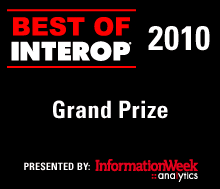 BEST OF
INTEROP® 2010
Grand Prize
PRESENTED BY: InformationWeek
:: analytics